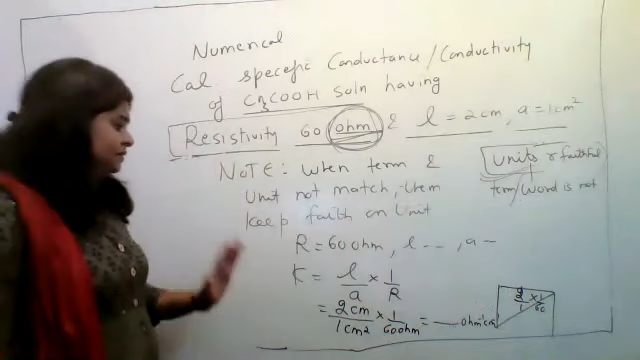 Numerical
Cal. specific Conductance/Conductivity
of CH3COOH soln having
Resistivity 60 ohm & l = 2cm, a = 1cm²
NOTE: When term &
Unit not match, then
Keep faith on Unit
Units r faithful
term/word is not
R = 60 ohm, l --- , a --
K = l/a × 1/R
= 2cm/1cm² × 1/60ohm = ___ ohm⁻¹cm⁻¹
2/1 × 1/60